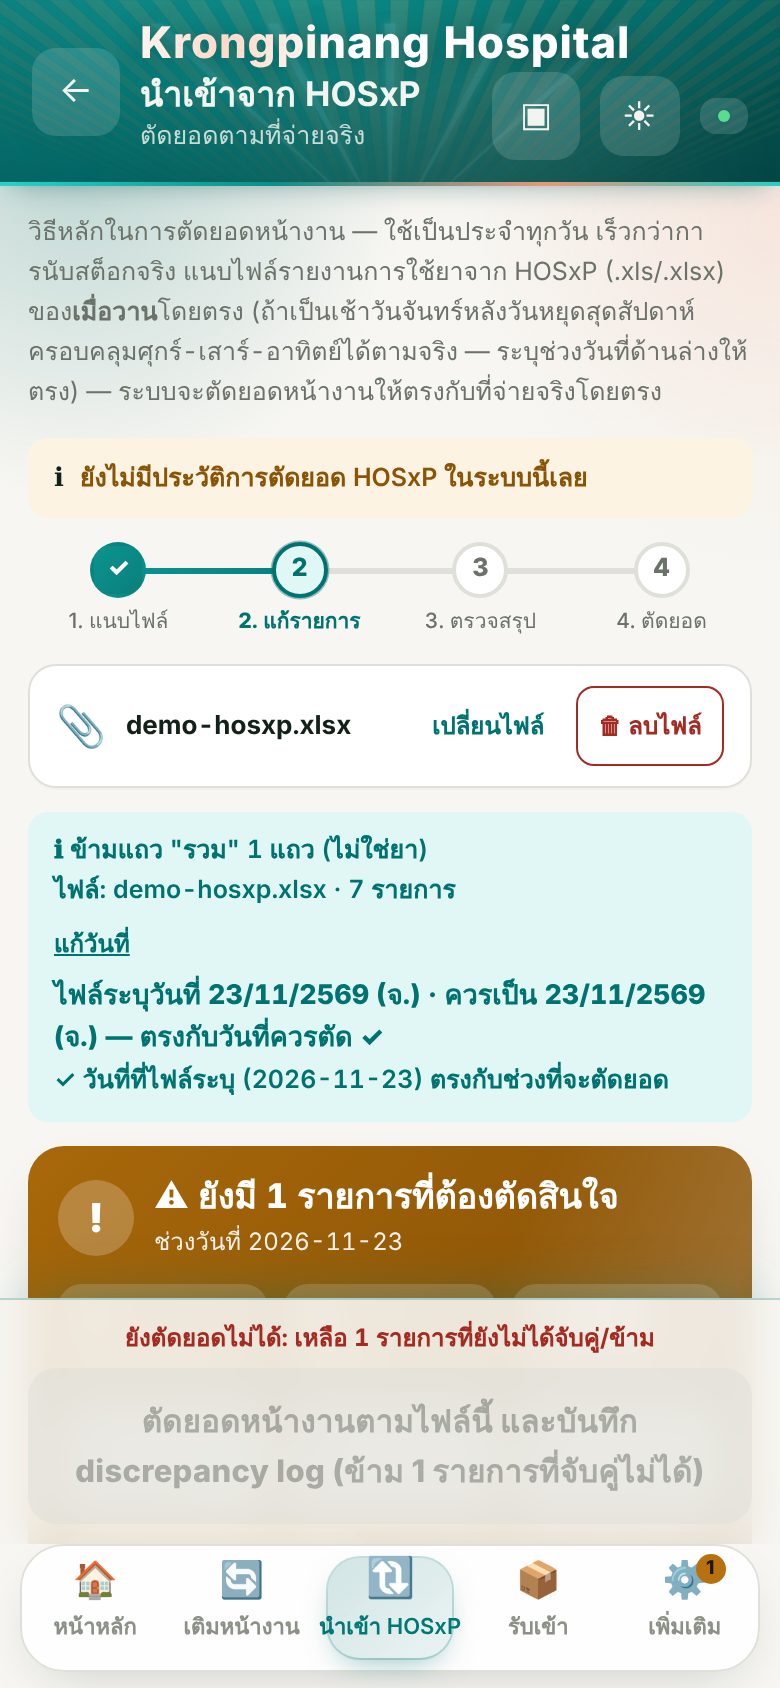 Krongpinang Hospital
นำเข้าจาก HOSxP
ตัดยอดตามที่จ่ายจริง
วิธีหลักในการตัดยอดหน้างาน — ใช้เป็นประจำทุกวัน เร็วกว่ากา
รนับสต็อกจริง แนบไฟล์รายงานการใช้ยาจาก HOSxP (.xls/.xlsx)
ของเมื่อวานโดยตรง (ถ้าเป็นเช้าวันจันทร์หลังวันหยุดสุดสัปดาห์
ครอบคลุมศุกร์-เสาร์-อาทิตย์ได้ตามจริง — ระบุช่วงวันที่ด้านล่างให้
ตรง) — ระบบจะตัดยอดหน้างานให้ตรงกับที่จ่ายจริงโดยตรง
ℹ ยังไม่มีประวัติการตัดยอด HOSxP ในระบบนี้เลย
✓ 2 3 4
1. แนบไฟล์ 2. แก้รายการ 3. ตรวจสรุป 4. ตัดยอด
demo-hosxp.xlsx เปลี่ยนไฟล์ ลบไฟล์
ℹ ข้ามแถว "รวม" 1 แถว (ไม่ใช่ยา)
ไฟล์: demo-hosxp.xlsx · 7 รายการ
แก้วันที่
ไฟล์ระบุวันที่ 23/11/2569 (จ.) · ควรเป็น 23/11/2569
(จ.) — ตรงกับวันที่ควรตัด ✓
✓ วันที่ที่ไฟล์ระบุ (2026-11-23) ตรงกับช่วงที่จะตัดยอด
! ⚠ ยังมี 1 รายการที่ต้องตัดสินใจ
ช่วงวันที่ 2026-11-23
ยังตัดยอดไม่ได้: เหลือ 1 รายการที่ยังไม่ได้จับคู่/ข้าม
ตัดยอดหน้างานตามไฟล์นี้ และบันทึก
discrepancy log (ข้าม 1 รายการที่จับคู่ไม่ได้)
1
หน้าหลัก เติมหน้างาน นำเข้า HOSxP รับเข้า เพิ่มเติม